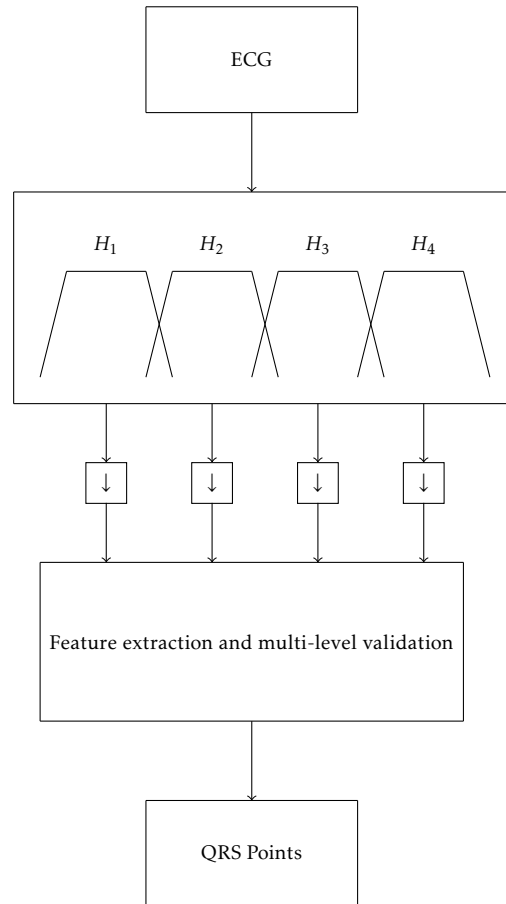 ECG
H₁ H₂ H₃ H₄
↓ ↓ ↓ ↓
Feature extraction and multi-level validation
QRS Points